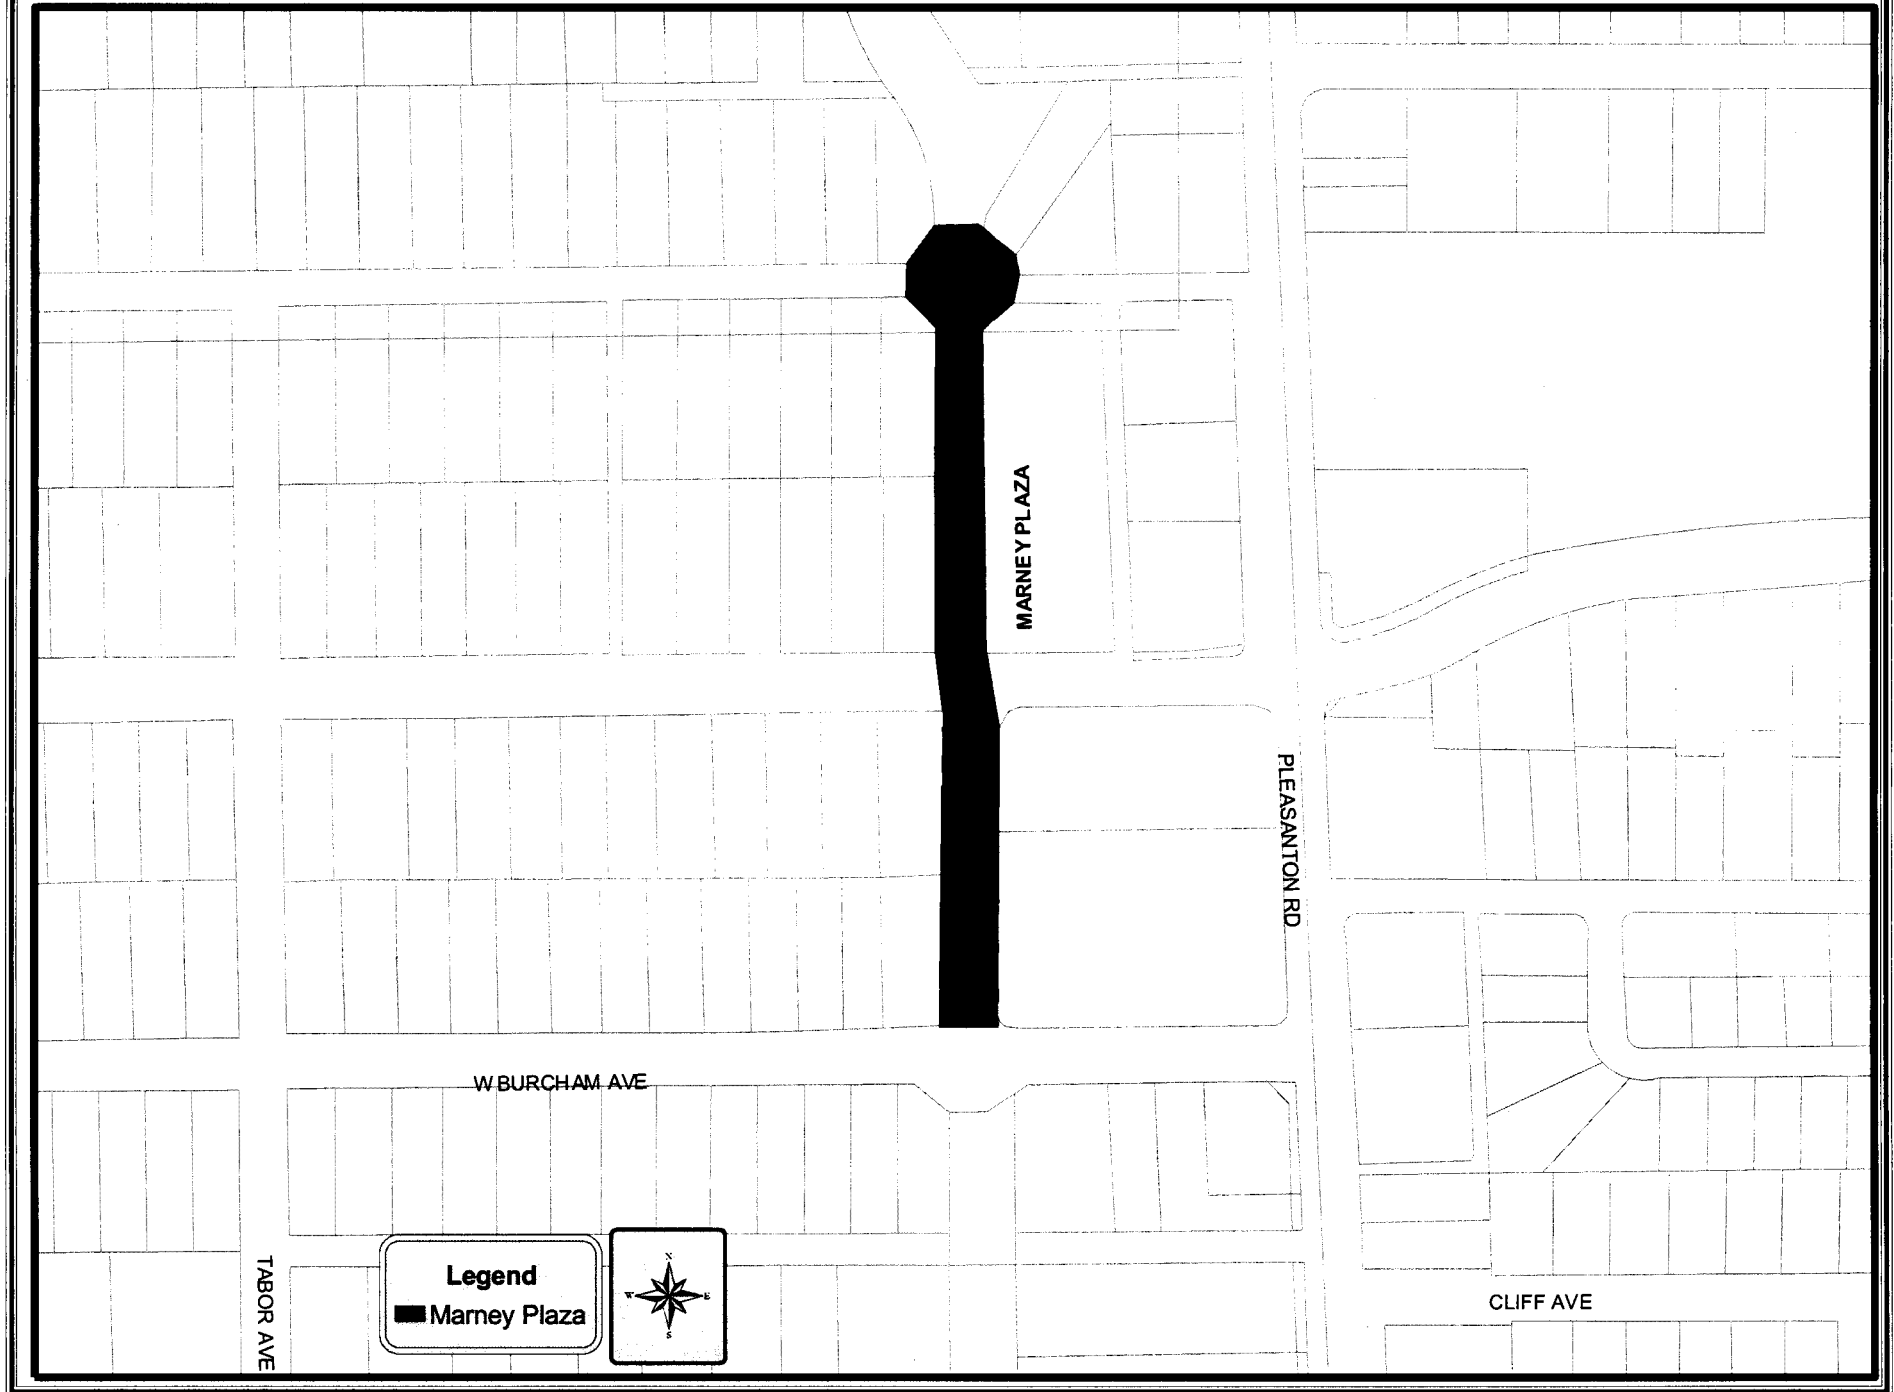 MARNEY PLAZA
PLEASANTON RD
W BURCHAM AVE
TABOR AVE
Legend
Marney Plaza
N
W
E
S
CLIFF AVE